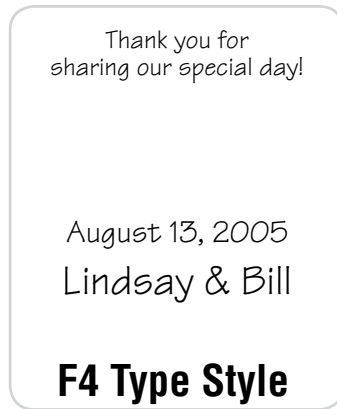 Thank you for
sharing our special day!
August 13, 2005
Lindsay & Bill
F4 Type Style